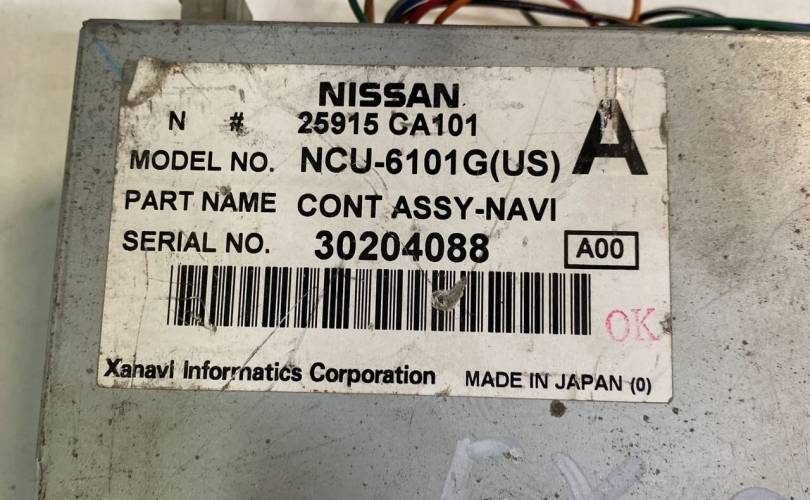 NISSAN
A
N # 25915 CA101
MODEL NO. NCU-6101G(US)
PART NAME CONT ASSY-NAVI
SERIAL NO. 30204088
A00
OK
Xanavi Informatics Corporation MADE IN JAPAN (0)